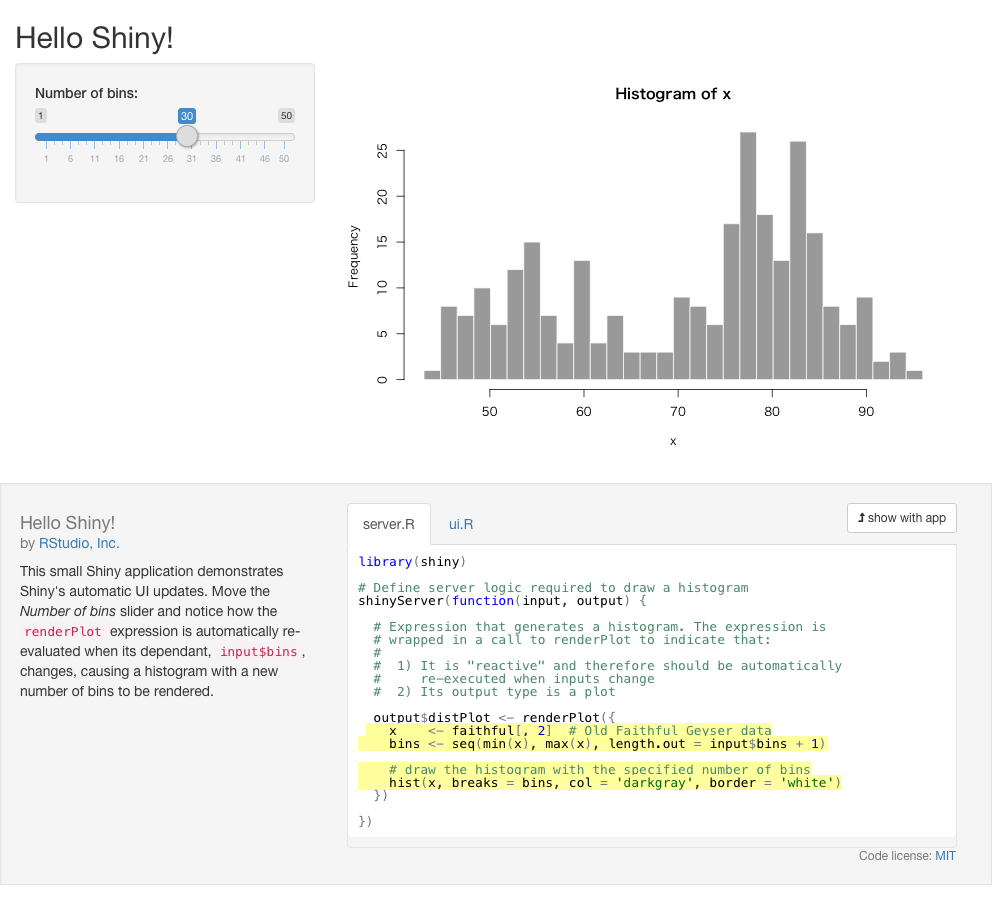 Hello Shiny!
Number of bins:
1 30 50
1 6 11 16 21 26 31 36 41 46 50
Histogram of x
Frequency
25
20
15
10
5
0
50 60 70 80 90
x
Hello Shiny!
by RStudio, Inc.
This small Shiny application demonstrates
Shiny's automatic UI updates. Move the
Number of bins slider and notice how the
renderPlot expression is automatically re-
evaluated when its dependant, input$bins,
changes, causing a histogram with a new
number of bins to be rendered.
server.R ui.R
show with app
library(shiny)
# Define server logic required to draw a histogram
shinyServer(function(input, output) {
# Expression that generates a histogram. The expression is
# wrapped in a call to renderPlot to indicate that:
#
#  1) It is "reactive" and therefore should be automatically
#     re-executed when inputs change
#  2) Its output type is a plot
output$distPlot <- renderPlot({
x    <- faithful[, 2]  # Old Faithful Geyser data
bins <- seq(min(x), max(x), length.out = input$bins + 1)
# draw the histogram with the specified number of bins
hist(x, breaks = bins, col = 'darkgray', border = 'white')
})
})
Code license: MIT